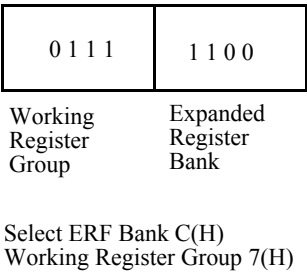 0 1 1 1 1 1 0 0
Working Expanded
Register Register
Group Bank
Select ERF Bank C(H)
Working Register Group 7(H)